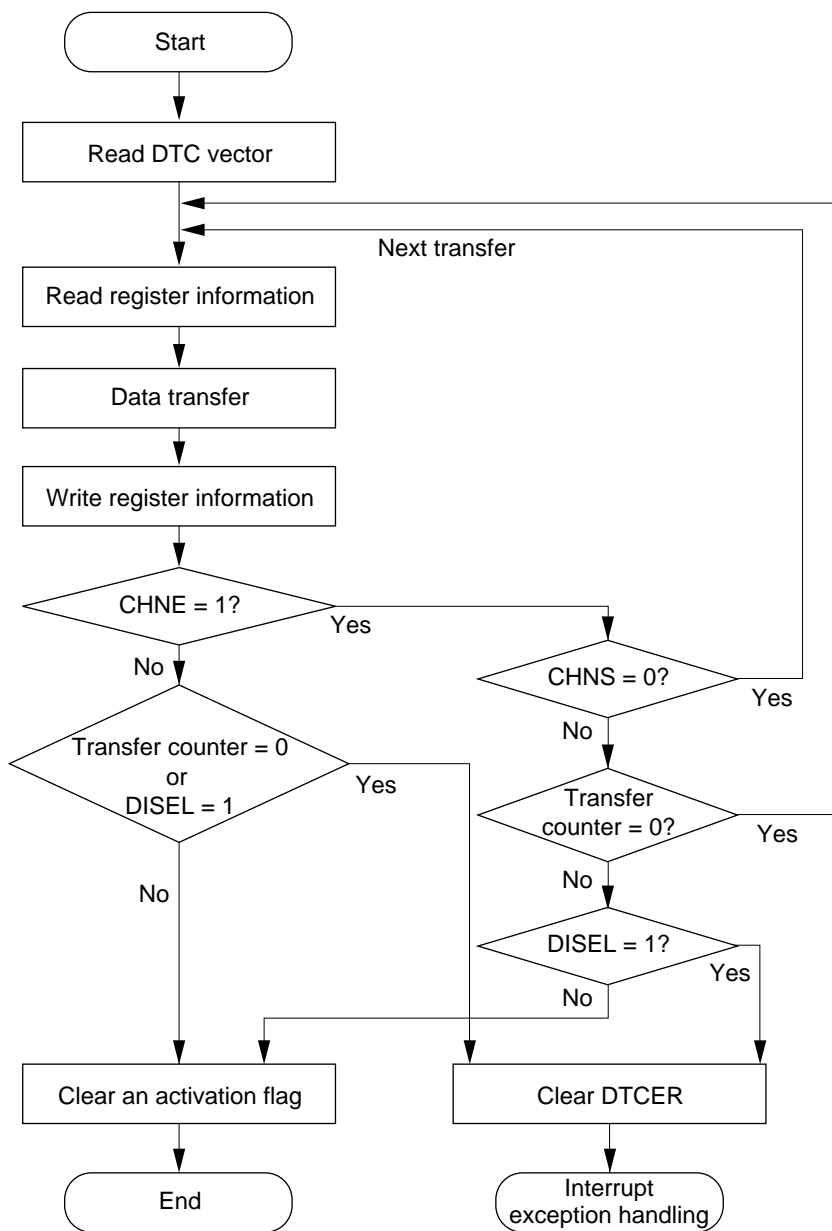 Start
Read DTC vector
Next transfer
Read register information
Data transfer
Write register information
CHNE = 1?
Yes
No
CHNS = 0?
Yes
No
Transfer counter = 0
or
DISEL = 1
Yes
No
Transfer
counter = 0?
Yes
No
DISEL = 1?
Yes
No
Clear an activation flag
Clear DTCER
End
Interrupt
exception handling